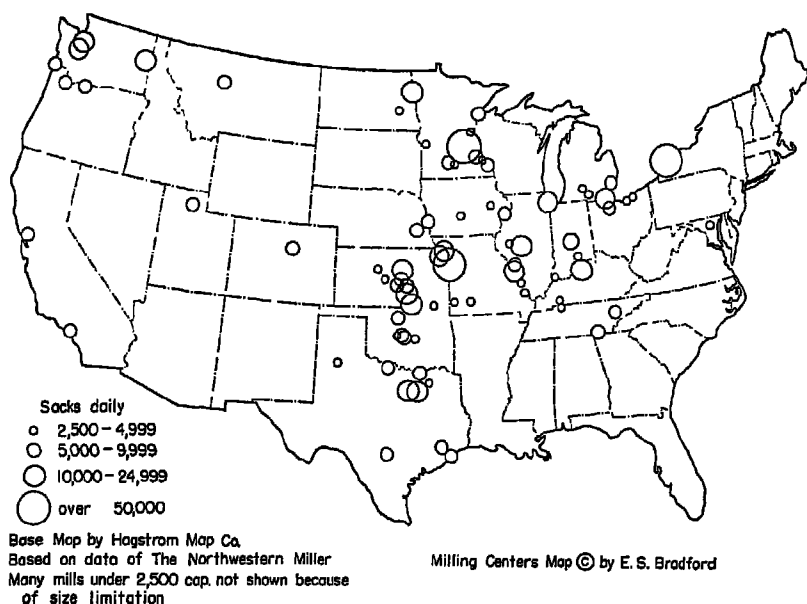 Sacks daily
2,500-4,999
5,000-9,999
10,000-24,999
over 50,000
Base Map by Hagstrom Map Co.
Based on data of The Northwestern Miller
Many mills under 2,500 cap. not shown because
of size limitation
Milling Centers Map © by E. S. Bradford